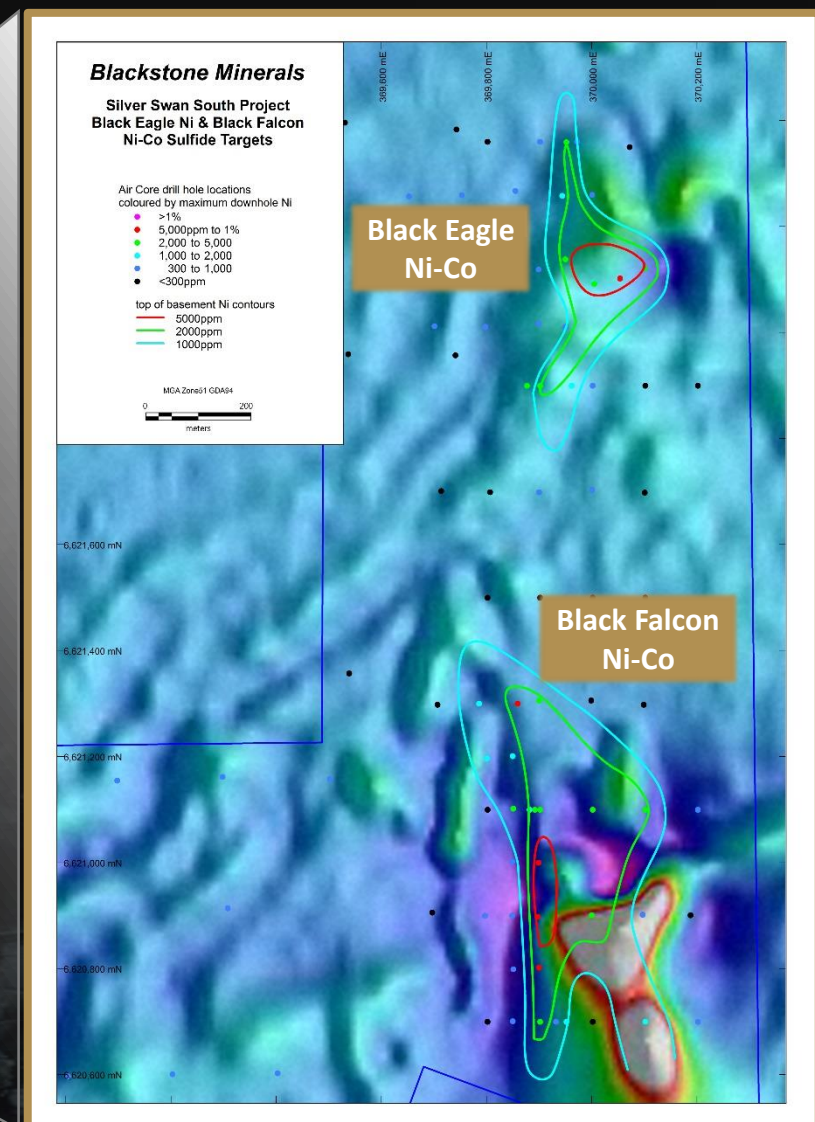 Blackstone Minerals
Silver Swan South Project
Black Eagle Ni & Black Falcon
Ni-Co Sulfide Targets
Air Core drill hole locations
coloured by maximum downhole Ni
>1%
5,000ppm to 1%
2,000 to 5,000
1,000 to 2,000
300 to 1,000
<300ppm
top of basement Ni contours
5000ppm
2000ppm
1000ppm
MGA Zone51 GDA94
0 200
meters
369,600 mE
369,800 mE
370,000 mE
370,200 mE
Black Eagle
Ni-Co
6,621,600 mN
Black Falcon
Ni-Co
6,621,400 mN
6,621,200 mN
6,621,000 mN
6,620,800 mN
6,620,600 mN